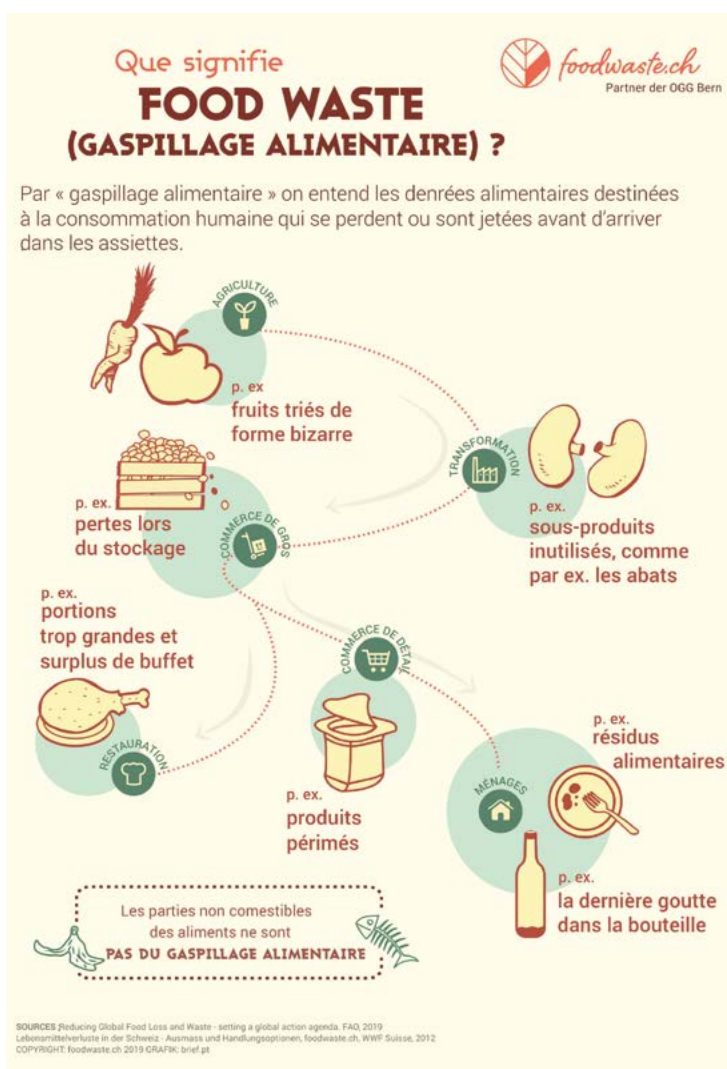 Que signifie
FOOD WASTE
(GASPILLAGE ALIMENTAIRE) ?
foodwaste.ch
Partner der OGG Bern
Par « gaspillage alimentaire » on entend les denrées alimentaires destinées
à la consommation humaine qui se perdent ou sont jetées avant d'arriver
dans les assiettes.
AGRICULTURE
p. ex
fruits triés de
forme bizarre
TRANSFORMATION
p. ex.
sous-produits
inutilisés, comme
par ex. les abats
p. ex.
pertes lors
du stockage
COMMERCE DE GROS
p. ex.
portions
trop grandes et
surplus de buffet
RESTAURATION
COMMERCE DE DÉTAIL
p. ex.
produits
périmés
MÉNAGES
p. ex.
résidus
alimentaires
p. ex.
la dernière goutte
dans la bouteille
Les parties non comestibles
des aliments ne sont
PAS DU GASPILLAGE ALIMENTAIRE
SOURCES ;Reducing Global Food Loss and Waste - setting a global action agenda. FAO, 2019
Lebensmittelverluste in der Schweiz - Ausmass und Handlungsoptionen, foodwaste.ch, WWF Suisse, 2012
COPYRIGHT: foodwaste.ch 2019 GRAFIK: brief.pt